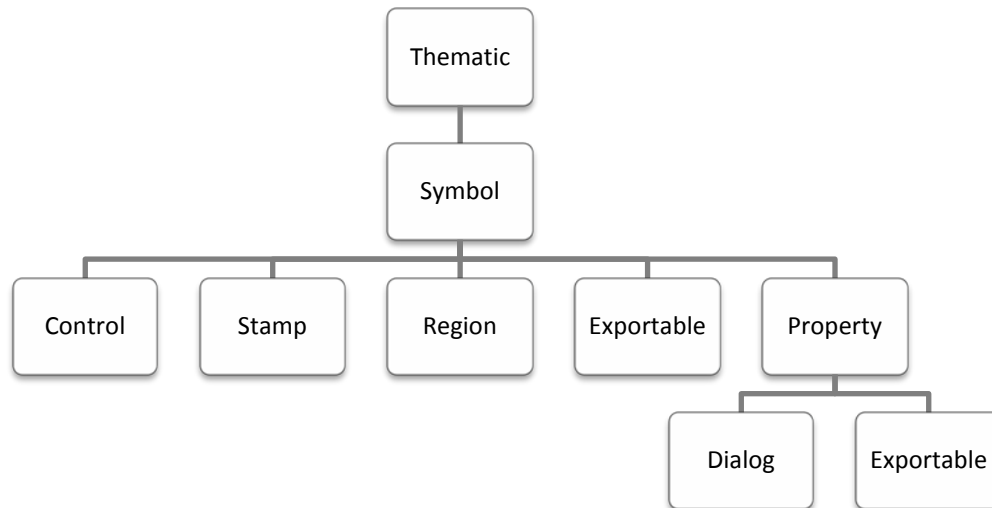 Thematic
Symbol
Control
Stamp
Region
Exportable
Property
Dialog
Exportable